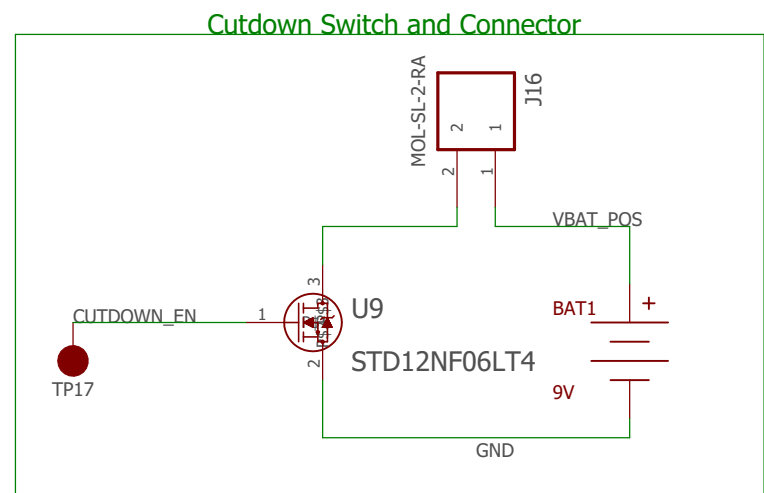 Cutdown Switch and Connector
MOL-SL-2-RA
J16
2
1
2
1
VBAT_POS
3
CUTDOWN_EN
1
U9
BAT1
+
2
STD12NF06LT4
TP17
9V
GND